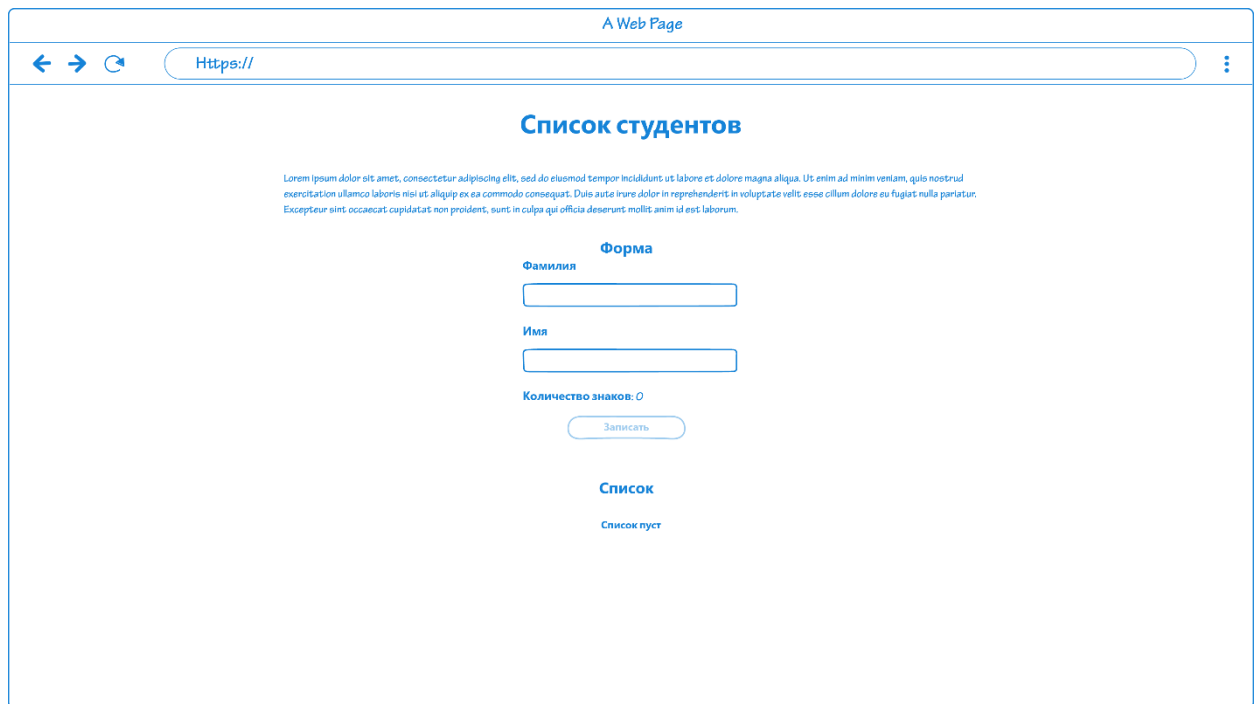 A Web Page
Https://
Список студентов
Lorem ipsum dolor sit amet, consectetur adipiscing elit, sed do eiusmod tempor incididunt ut labore et dolore magna aliqua. Ut enim ad minim veniam, quis nostrud
exercitation ullamco laboris nisi ut aliquip ex ea commodo consequat. Duis aute irure dolor in reprehenderit in voluptate velit esse cillum dolore eu fugiat nulla pariatur.
Excepteur sint occaecat cupidatat non proident, sunt in culpa qui officia deserunt mollit anim id est laborum.
Форма
Фамилия
Имя
Количество знаков: 0
Записать
Список
Список пуст